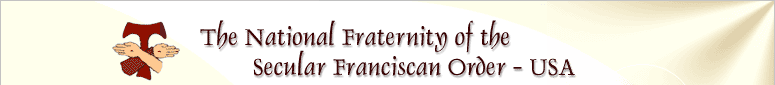 The National Fraternity of the
Secular Franciscan Order - USA